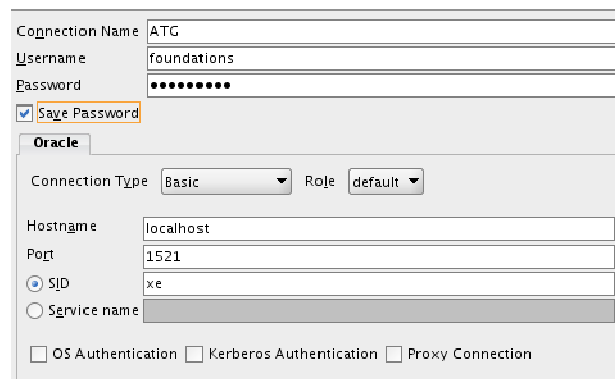 Connection Name ATG
Username foundations
Password •••••••••
Save Password
Oracle
Connection Type Basic Role default
Hostname localhost
Port 1521
SID xe
Service name
OS Authentication Kerberos Authentication Proxy Connection